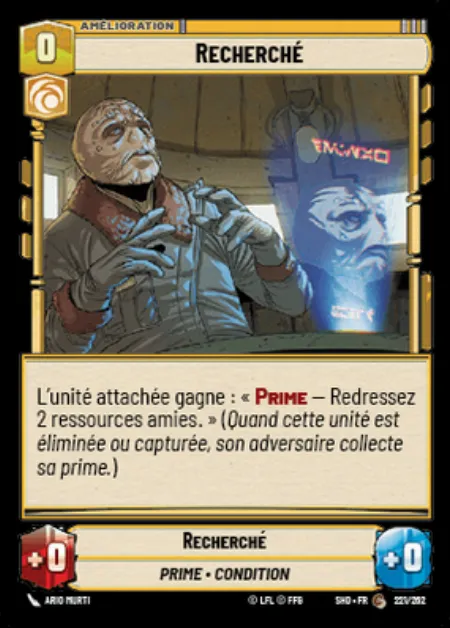 AMÉLIORATION
0
RECHERCHÉ
L'unité attachée gagne : « PRIME — Redressez
2 ressources amies. » (Quand cette unité est
éliminée ou capturée, son adversaire collecte
sa prime.)
+0
RECHERCHÉ
+0
PRIME • CONDITION
ARIO MURTI
© LFL © FFG
SHD • FR
221/262